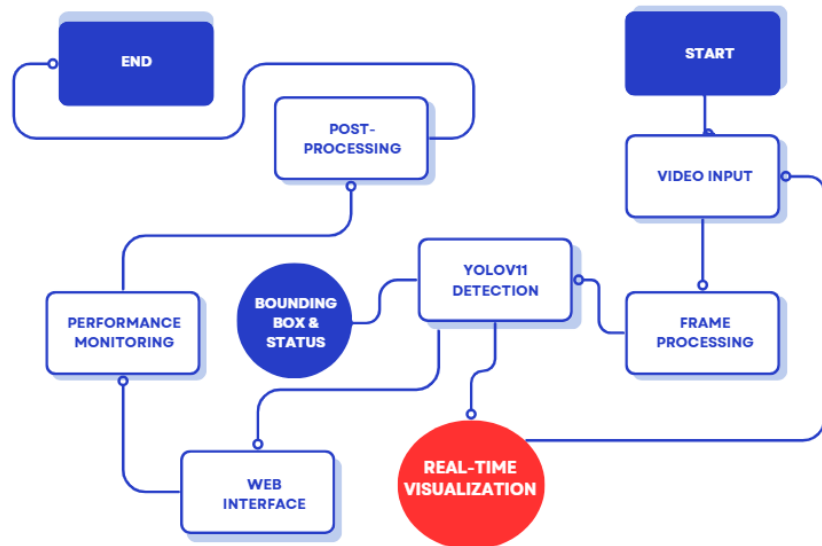 END
START
POST-
PROCESSING
VIDEO INPUT
YOLOV11
DETECTION
BOUNDING
BOX &
STATUS
PERFORMANCE
MONITORING
FRAME
PROCESSING
WEB
INTERFACE
REAL-TIME
VISUALIZATION